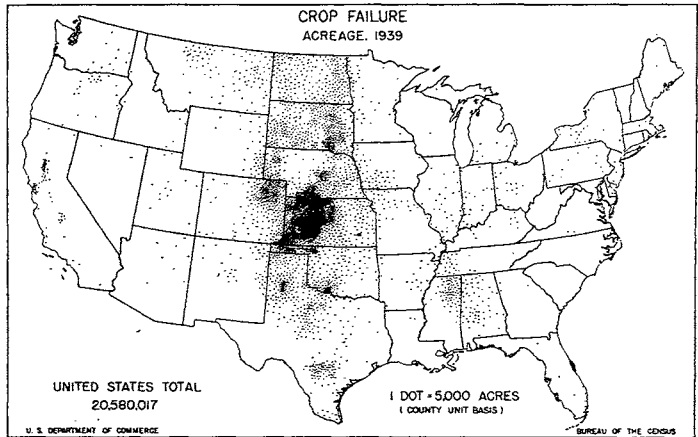 CROP FAILURE
ACREAGE, 1939
UNITED STATES TOTAL
20,580,017
1 DOT = 5,000 ACRES
( COUNTY UNIT BASIS )
U. S. DEPARTMENT OF COMMERCE
BUREAU OF THE CENSUS